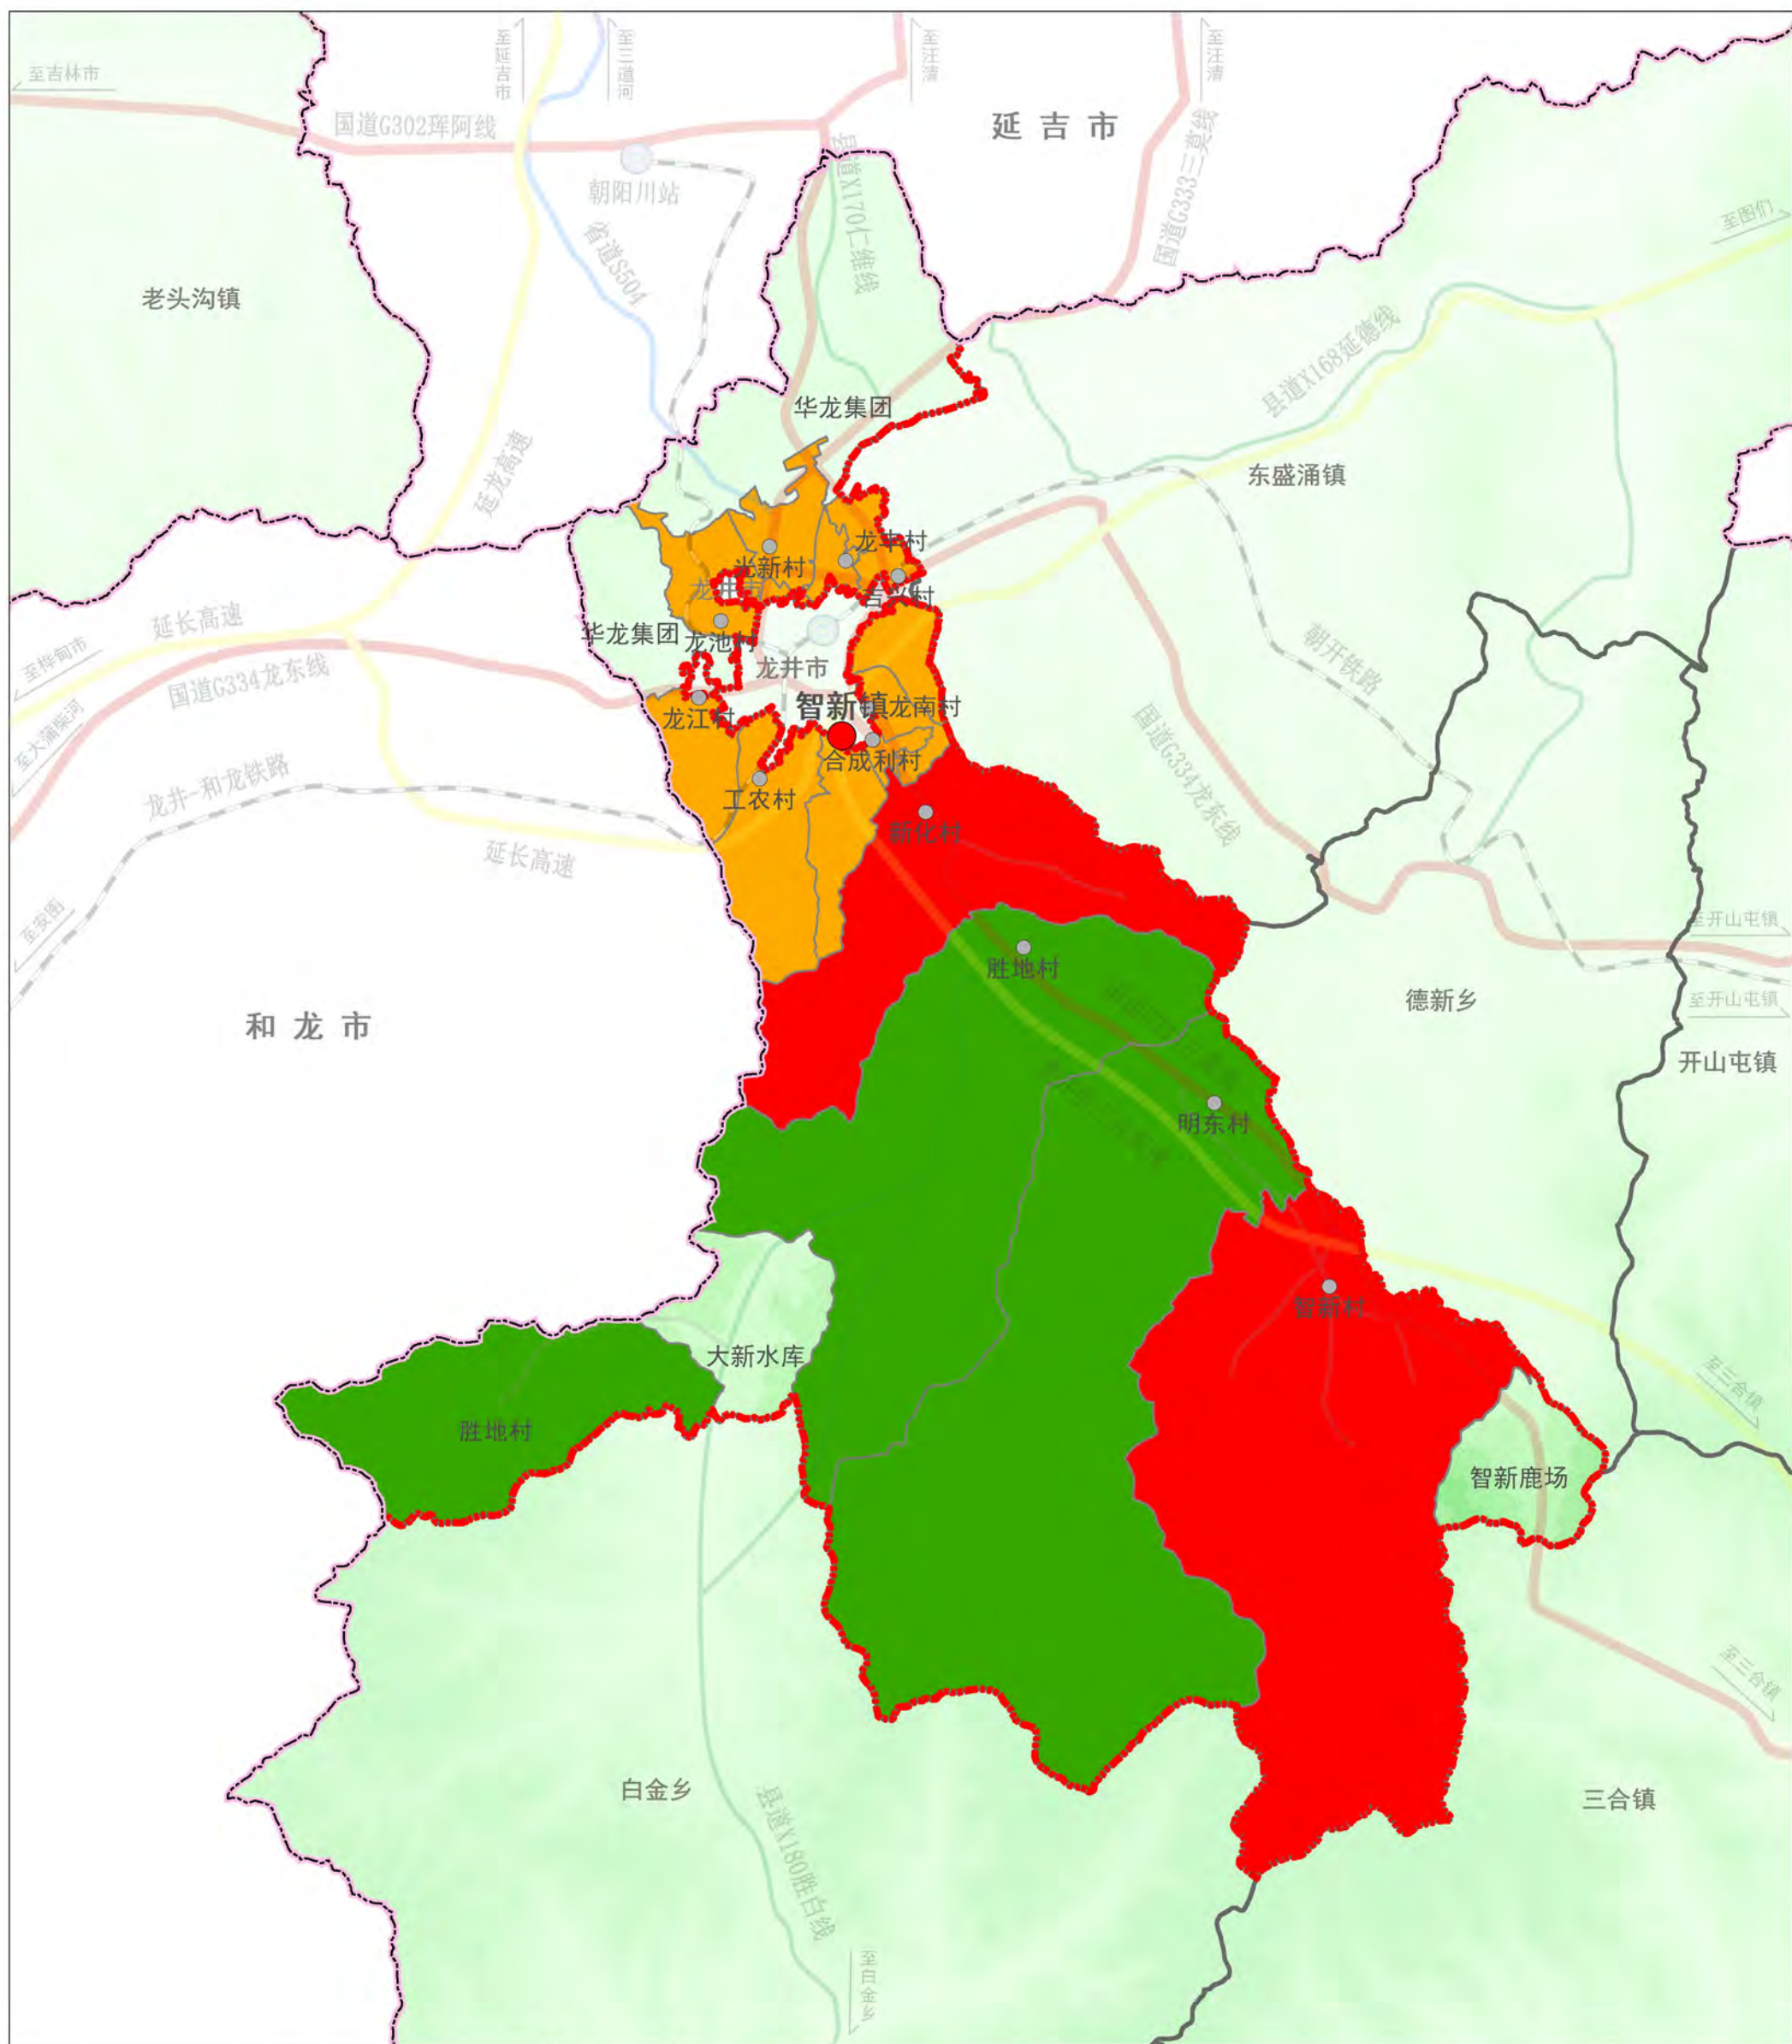 至延吉市
至三道河
至汪清
至汪清
至吉林市
国道G302珲阿线
延吉市
朝阳川站
县道X170仁维线
国道G333三莫线
至图们
省道S504
老头沟镇
县道X168延德线
华龙集团
延龙高速
东盛涌镇
龙丰村
光新村
龙井市
吉兴村
延长高速
华龙集团
龙池村
至桦甸市
国道G334龙东线
龙井市
朝开铁路
智新镇
龙南村
龙江村
至大蒲柴河
合成利村
国道G334龙东线
龙井-和龙铁路
工农村
新化村
延长高速
至安图
至开山屯镇
胜地村
至开山屯镇
德新乡
和龙市
开山屯镇
明东村
智新村
大新水库
至三合镇
胜地村
智新鹿场
至三合镇
白金乡
三合镇
县道X180胜白线
至白金乡